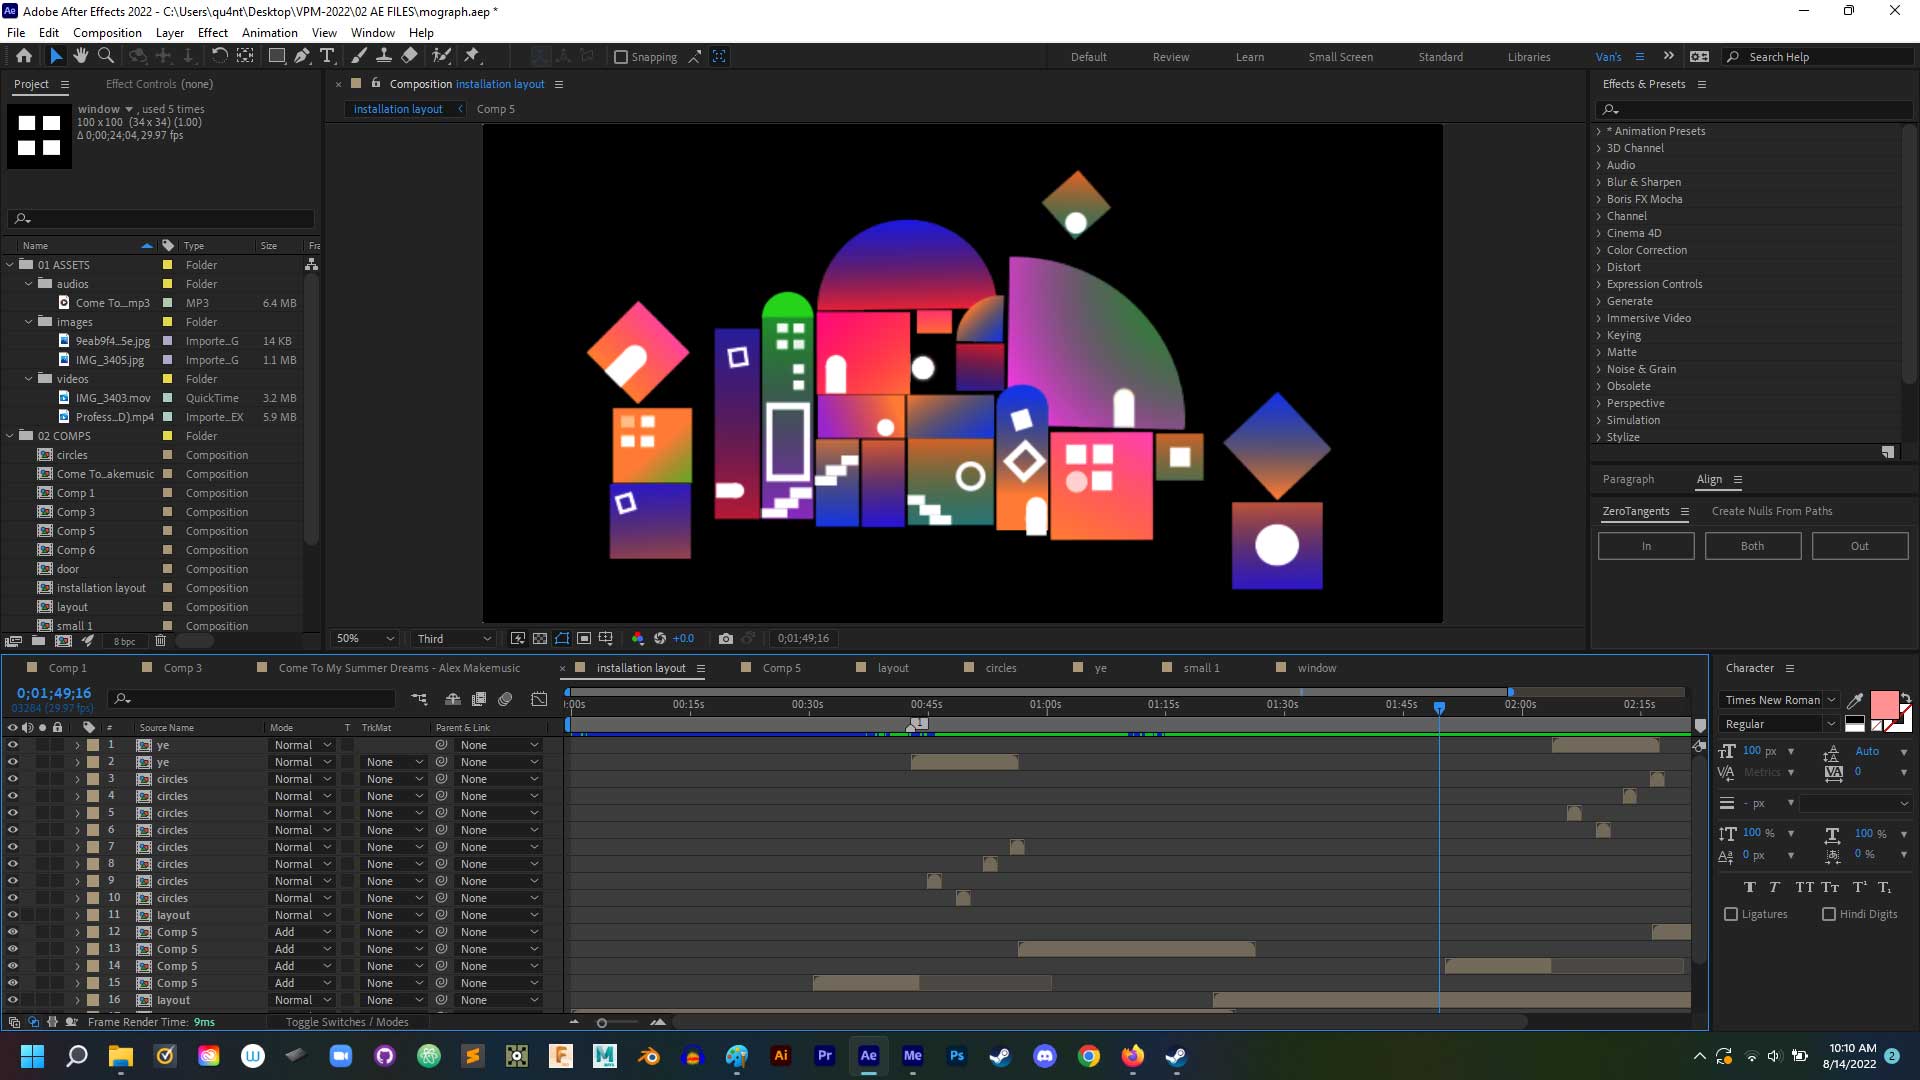 Adobe After Effects 2022 - C:\Users\qu4nt\Desktop\VPM-2022\02 AE FILES\mograph.aep *
File Edit Composition Layer Effect Animation View Window Help
Snapping Default Review Learn Small Screen Standard Libraries Van's Search Help
Project Effect Controls (none)
window , used 5 times
100 x 100 (34 x 34) (1.00)
Δ 0;00;24;04, 29.97 fps
Name Type Size Fra
01 ASSETS Folder
audios Folder
Come To...mp3 MP3 6.4 MB
images Folder
9eab9f4...5e.jpg Importe...G 14 KB
IMG_3405.jpg Importe...G 1.1 MB
videos Folder
IMG_3403.mov QuickTime 3.2 MB
Profess...D).mp4 Importe...EX 5.9 MB
02 COMPS Folder
circles Composition
Come To...akemusic Composition
Comp 1 Composition
Comp 3 Composition
Comp 5 Composition
Comp 6 Composition
door Composition
installation layout Composition
layout Composition
small 1 Composition
8 bpc
Composition installation layout
installation layout Comp 5
50% Third +0.0 0;01;49;16
Effects & Presets
* Animation Presets
3D Channel
Audio
Blur & Sharpen
Boris FX Mocha
Channel
Cinema 4D
Color Correction
Distort
Expression Controls
Generate
Immersive Video
Keying
Matte
Noise & Grain
Obsolete
Perspective
Simulation
Stylize
Paragraph Align
ZeroTangents Create Nulls From Paths
In Both Out
Comp 1 Comp 3 Come To My Summer Dreams - Alex Makemusic installation layout Comp 5 layout circles ye small 1 window
0;01;49;16
03284 (29.97 fps)
:00s 00:15s 00:30s 00:45s 01:00s 01:15s 01:30s 01:45s 02:00s 02:15s
1
# Source Name Mode T TrkMat Parent & Link
1 ye Normal None
2 ye Normal None None
3 circles Normal None None
4 circles Normal None None
5 circles Normal None None
6 circles Normal None None
7 circles Normal None None
8 circles Normal None None
9 circles Normal None None
10 circles Normal None None
11 layout Normal None None
12 Comp 5 Add None None
13 Comp 5 Add None None
14 Comp 5 Add None None
15 Comp 5 Add None None
16 layout Normal None None
Frame Render Time: 9ms Toggle Switches / Modes
Character
Times New Roman
Regular
100 px Auto
Metrics 0
- px
100 % 100 %
0 px 0 %
T T TT Tt T¹ T₁
Ligatures Hindi Digits
Ai Pr Ae Me Ps
10:10 AM
8/14/2022 2